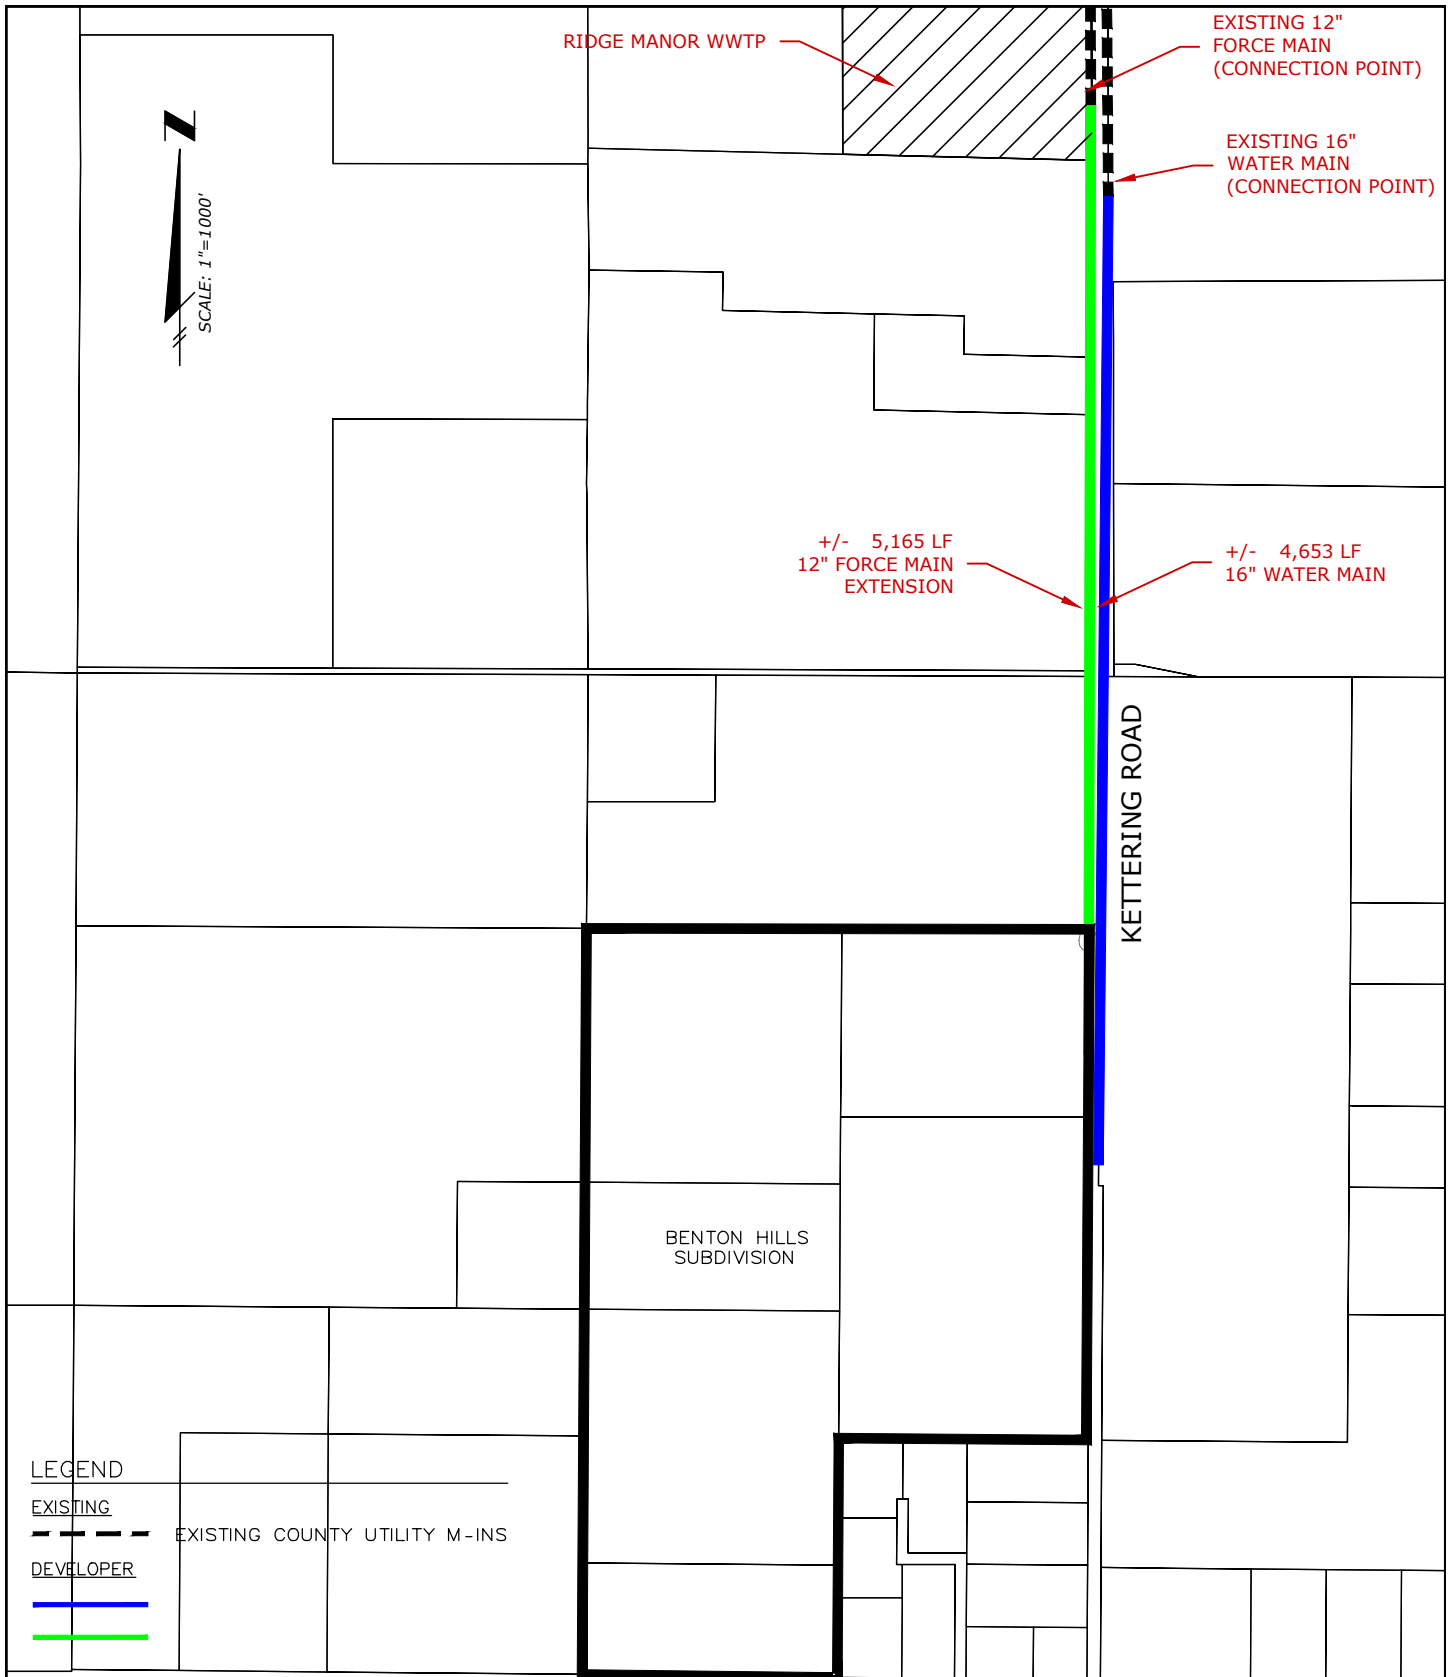 RIDGE MANOR WWTP
EXISTING 12"
FORCE MAIN
(CONNECTION POINT)
EXISTING 16"
WATER MAIN
(CONNECTION POINT)
N
SCALE: 1"=1000'
+/- 5,165 LF
12" FORCE MAIN
EXTENSION
+/- 4,653 LF
16" WATER MAIN
KETTERING ROAD
BENTON HILLS
SUBDIVISION
LEGEND
EXISTING
EXISTING COUNTY UTILITY M-INS
DEVELOPER